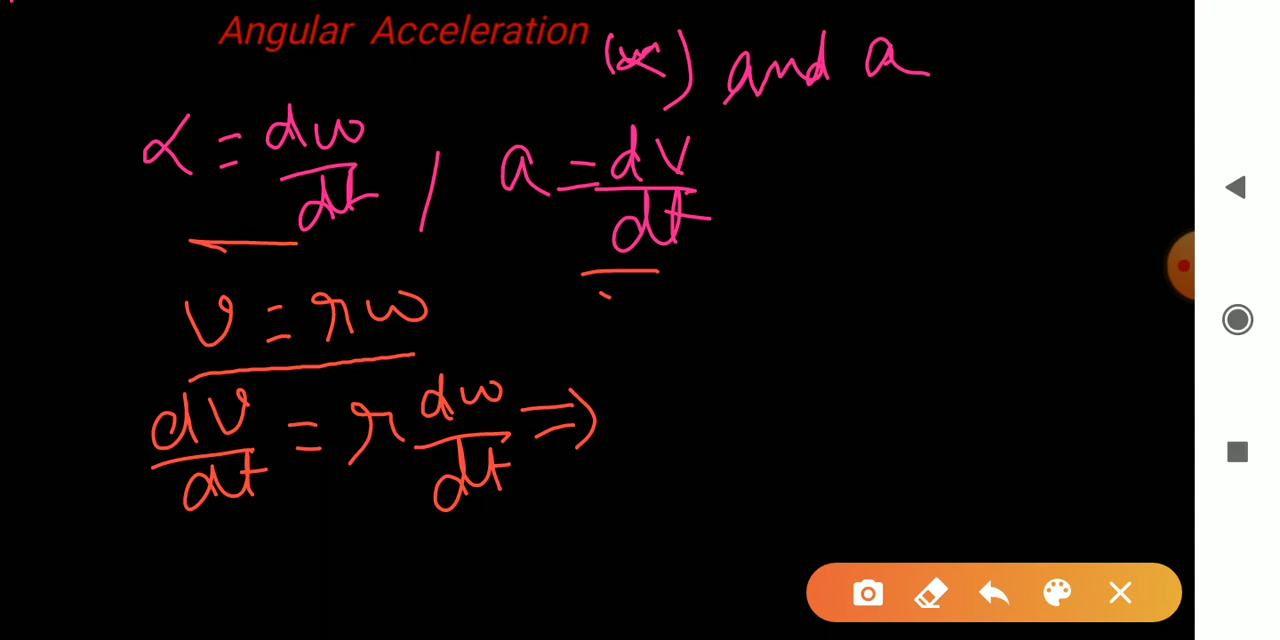 Angular Acceleration (α) and a
α = dω/dt , a = dv/dt
v = rω
dv/dt = r dω/dt ⇒